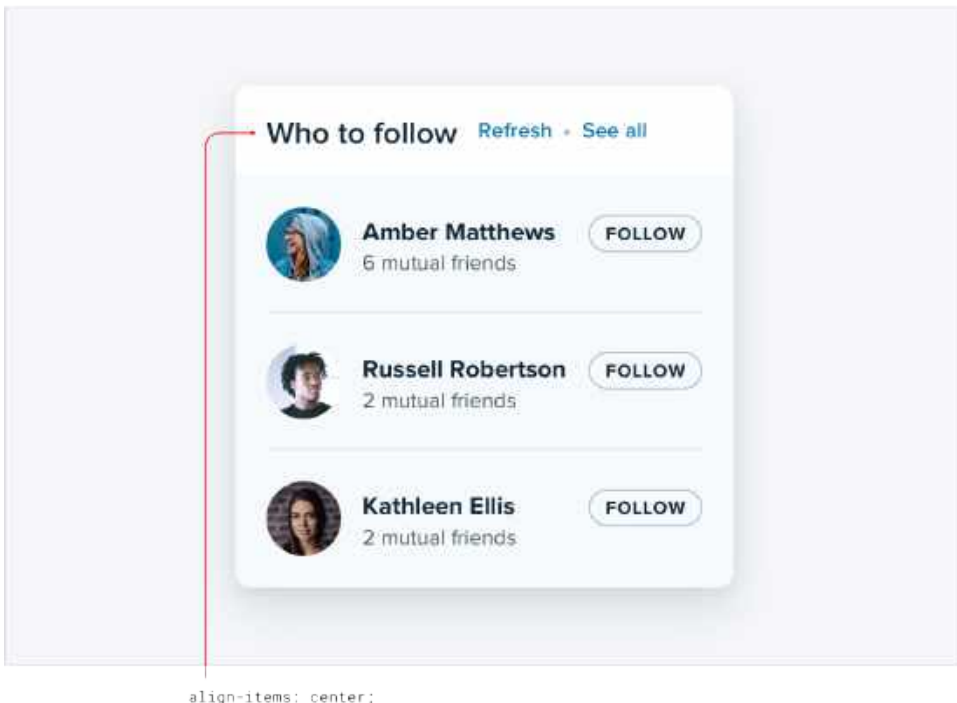 Who to follow Refresh • See all
Amber Matthews FOLLOW
6 mutual friends
Russell Robertson FOLLOW
2 mutual friends
Kathleen Ellis FOLLOW
2 mutual friends
align-items: center;